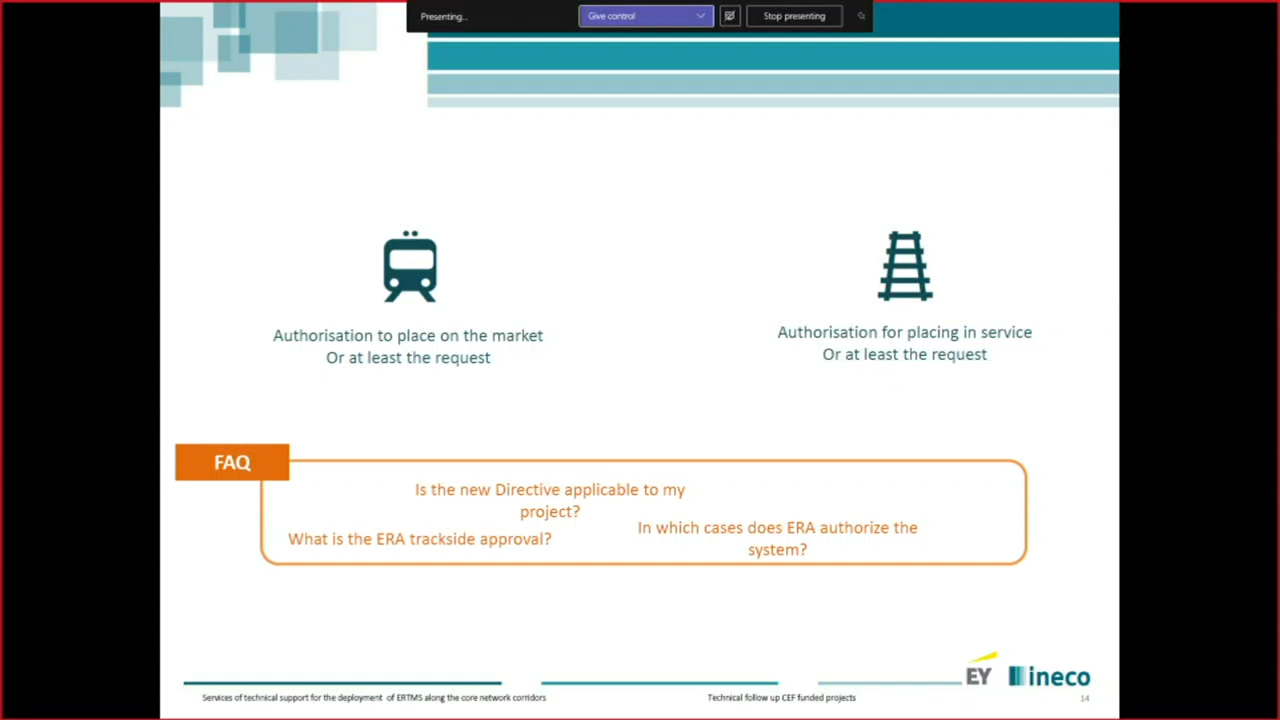 Presenting...
Give control
Stop presenting
Authorisation to place on the market
Or at least the request
Authorisation for placing in service
Or at least the request
FAQ
Is the new Directive applicable to my
project?
In which cases does ERA authorize the
system?
What is the ERA trackside approval?
EY
ineco
Services of technical support for the deployment of ERTMS along the core network corridors
Technical follow up CEF funded projects
14